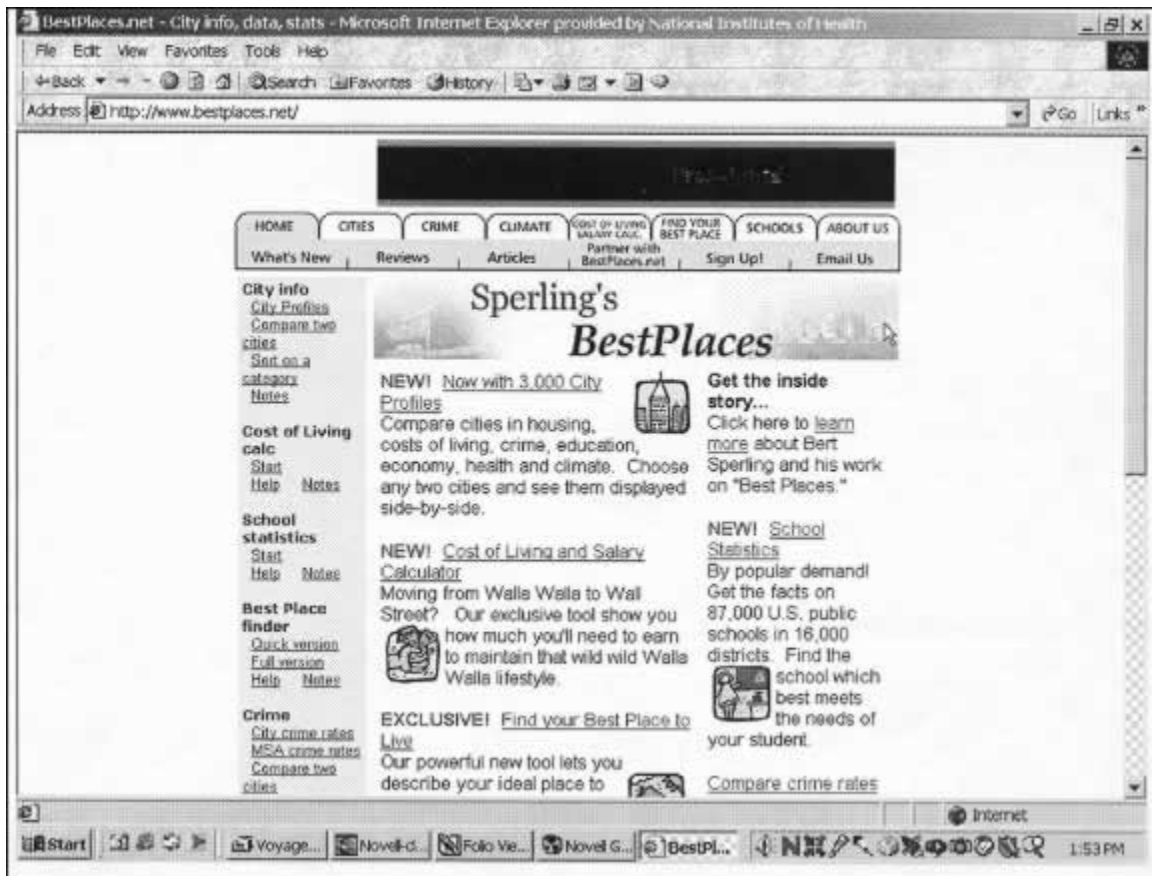 BestPlaces.net - City info, data, stats - Microsoft Internet Explorer provided by National Institutes of Health
File Edit View Favorites Tools Help
Back Search Favorites History
Address http://www.bestplaces.net/ Go Links »
HOME CITIES CRIME CLIMATE COST OF LIVING SALARY CALC. FIND YOUR BEST PLACE SCHOOLS ABOUT US
What's New Reviews Articles Partner with BestPlaces.net Sign Up! Email Us
Sperling's
BestPlaces
City info
City Profiles
Compare two
cities
Sort on a
category
Notes
Cost of Living
calc
Start
Help Notes
School
statistics
Start
Help Notes
Best Place
finder
Quick version
Full version
Help Notes
Crime
City crime rates
MSA crime rates
Compare two
cities
NEW! Now with 3,000 City
Profiles
Compare cities in housing,
costs of living, crime, education,
economy, health and climate. Choose
any two cities and see them displayed
side-by-side.
NEW! Cost of Living and Salary
Calculator
Moving from Walla Walla to Wall
Street? Our exclusive tool show you
how much you'll need to earn
to maintain that wild wild Walla
Walla lifestyle.
EXCLUSIVE! Find your Best Place to
Live
Our powerful new tool lets you
describe your ideal place to
Get the inside
story...
Click here to learn
more about Bert
Sperling and his work
on "Best Places."
NEW! School
Statistics
By popular demand!
Get the facts on
87,000 U.S. public
schools in 16,000
districts. Find the
school which
best meets
the needs of
your student.
Compare crime rates
Internet
Start Voyage... Novell-d... Folio Vie... Novell G... BestPl... 1:53 PM